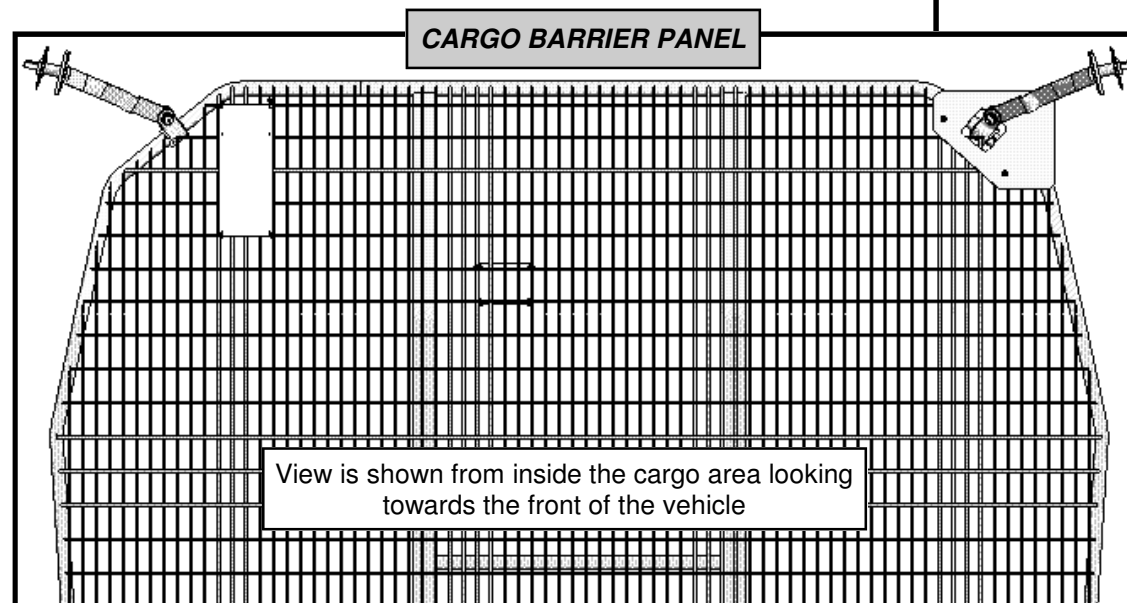 CARGO BARRIER PANEL
View is shown from inside the cargo area looking
towards the front of the vehicle